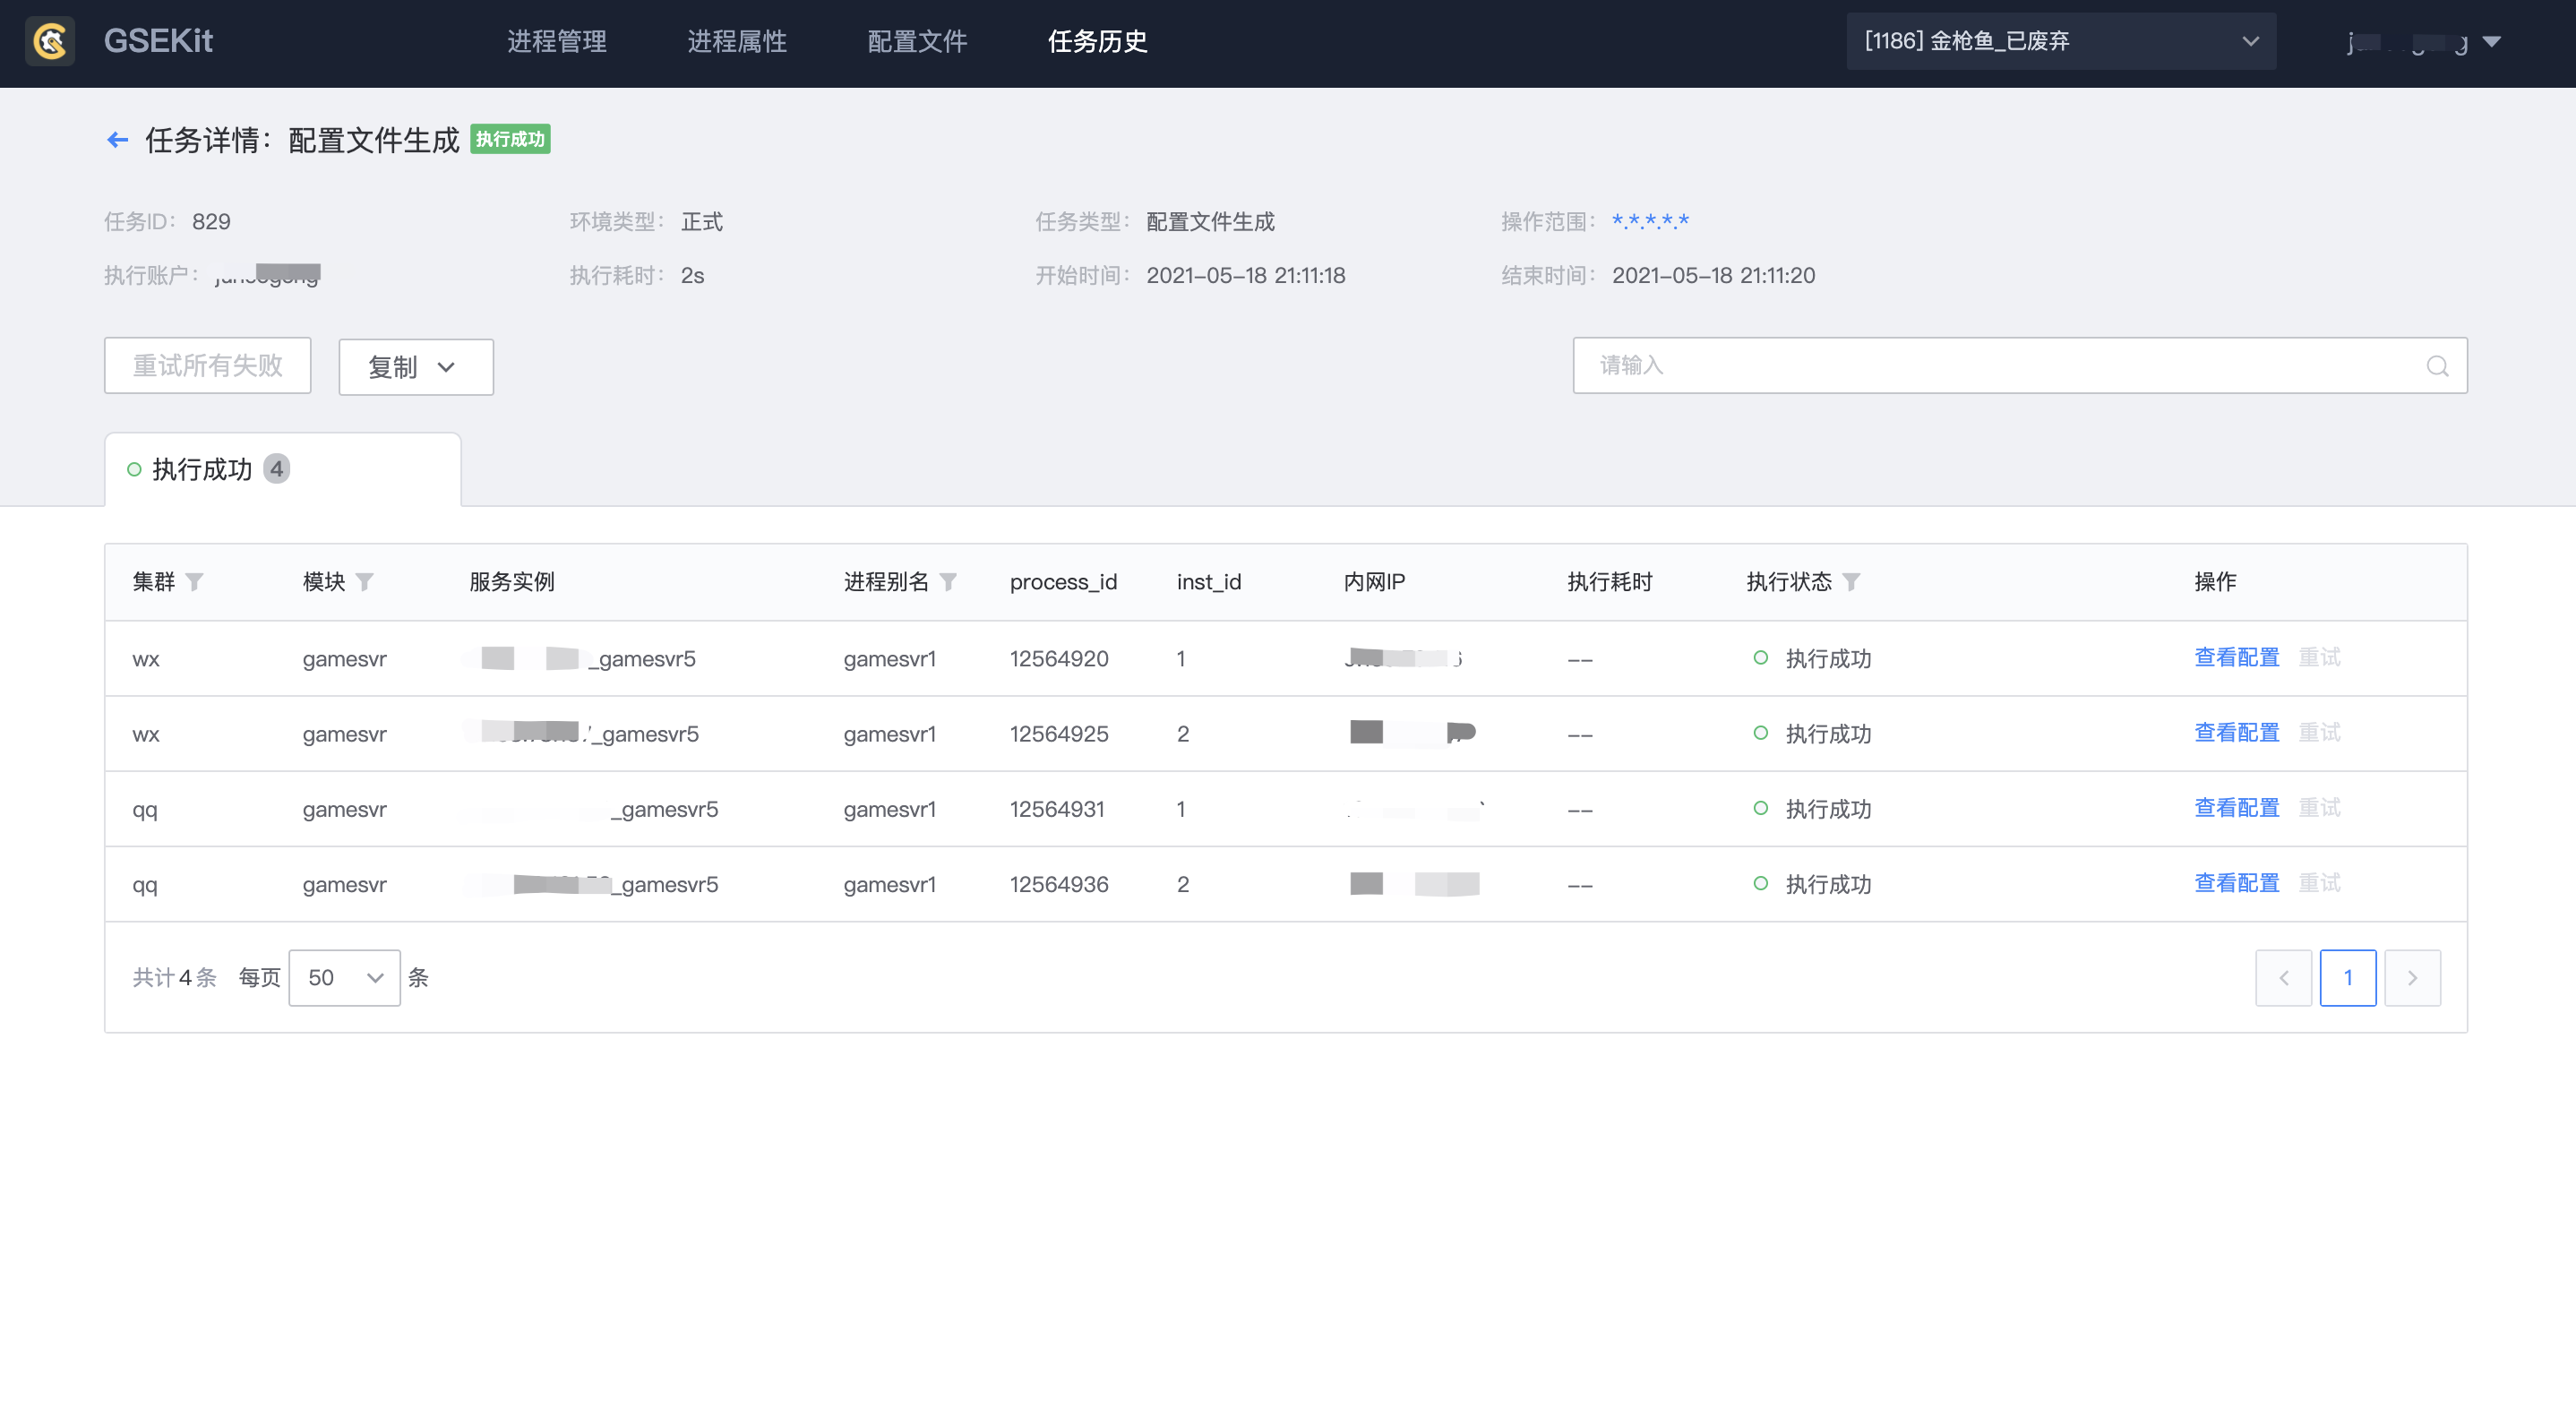 GSEKit 进程管理 进程属性 配置文件 任务历史 [1186] 金枪鱼_已废弃
任务详情：配置文件生成 执行成功
任务ID： 829 环境类型： 正式 任务类型： 配置文件生成 操作范围： *.*.*.*.*
执行账户： 执行耗时： 2s 开始时间： 2021-05-18 21:11:18 结束时间： 2021-05-18 21:11:20
重试所有失败 复制 请输入
执行成功 4
集群 模块 服务实例 进程别名 process_id inst_id 内网IP 执行耗时 执行状态 操作
wx gamesvr _gamesvr5 gamesvr1 12564920 1 -- 执行成功 查看配置 重试
wx gamesvr _gamesvr5 gamesvr1 12564925 2 -- 执行成功 查看配置 重试
qq gamesvr _gamesvr5 gamesvr1 12564931 1 -- 执行成功 查看配置 重试
qq gamesvr _gamesvr5 gamesvr1 12564936 2 -- 执行成功 查看配置 重试
共计 4 条 每页 50 条 1